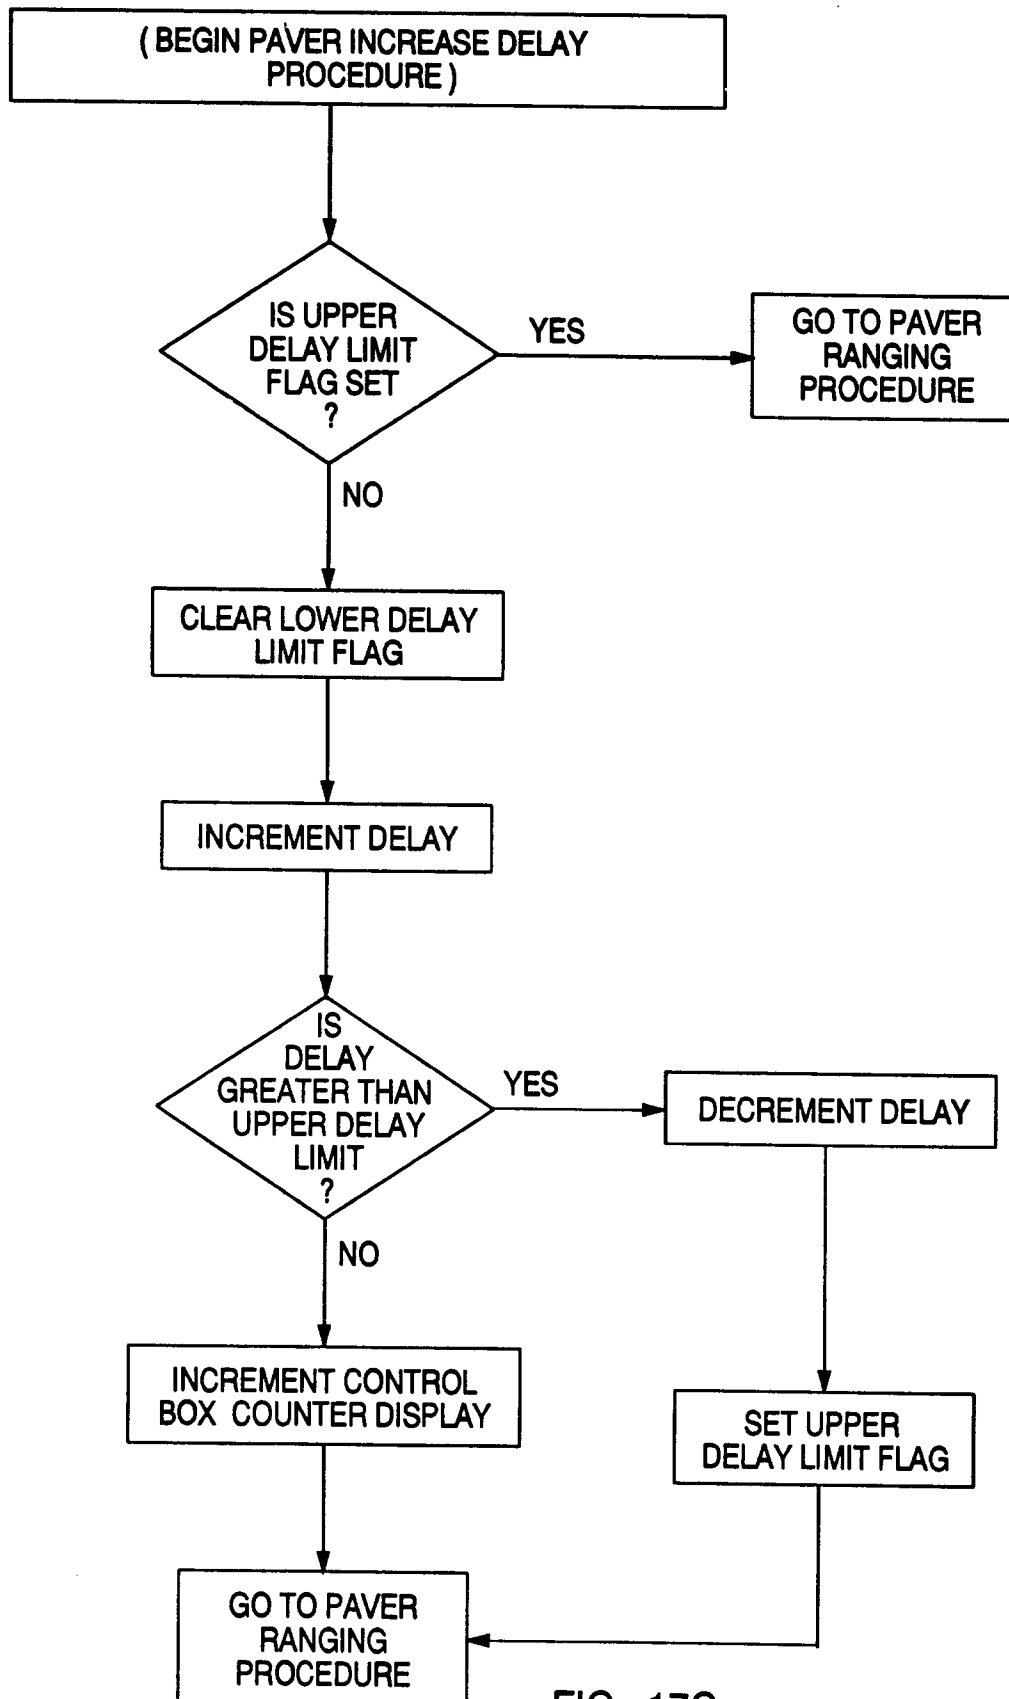 ( BEGIN PAVER INCREASE DELAY
PROCEDURE )
IS UPPER
DELAY LIMIT
FLAG SET
?
YES
GO TO PAVER
RANGING
PROCEDURE
NO
CLEAR LOWER DELAY
LIMIT FLAG
INCREMENT DELAY
IS
DELAY
GREATER THAN
UPPER DELAY
LIMIT
?
YES
DECREMENT DELAY
NO
INCREMENT CONTROL
BOX COUNTER DISPLAY
SET UPPER
DELAY LIMIT FLAG
GO TO PAVER
RANGING
PROCEDURE